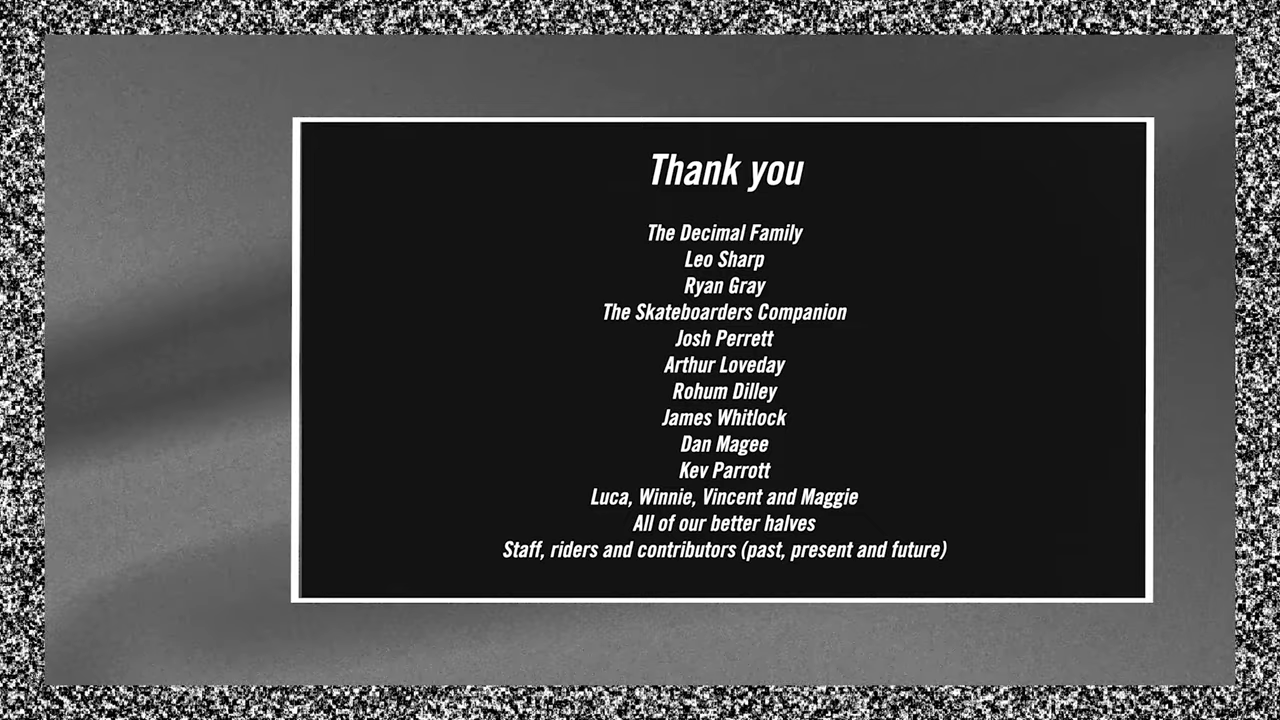 Thank you
The Decimal Family
Leo Sharp
Ryan Gray
The Skateboarders Companion
Josh Perrett
Arthur Loveday
Rohum Dilley
James Whitlock
Dan Magee
Kev Parrott
Luca, Winnie, Vincent and Maggie
All of our better halves
Staff, riders and contributors (past, present and future)